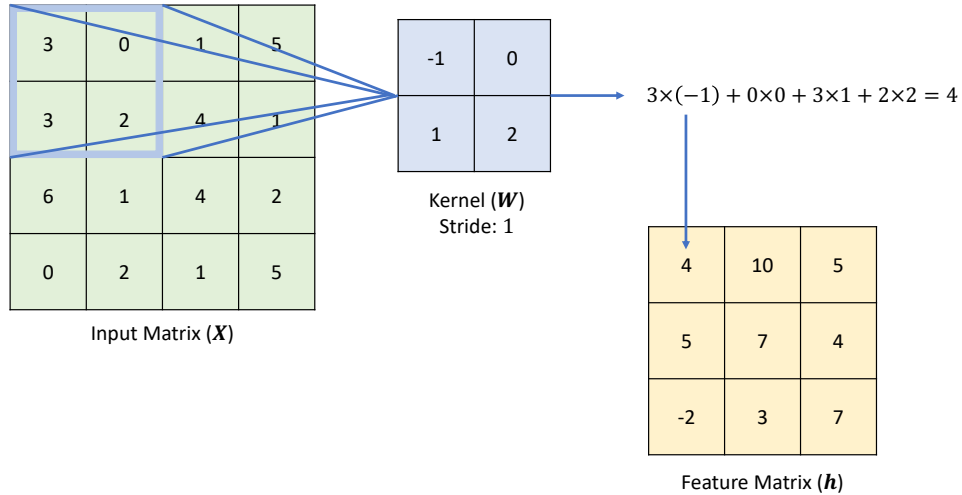 3 0 1 5
3 2 4 1
6 1 4 2
0 2 1 5
Input Matrix (X)
-1 0
1 2
Kernel (W)
Stride: 1
3×(−1) + 0×0 + 3×1 + 2×2 = 4
4 10 5
5 7 4
-2 3 7
Feature Matrix (h)